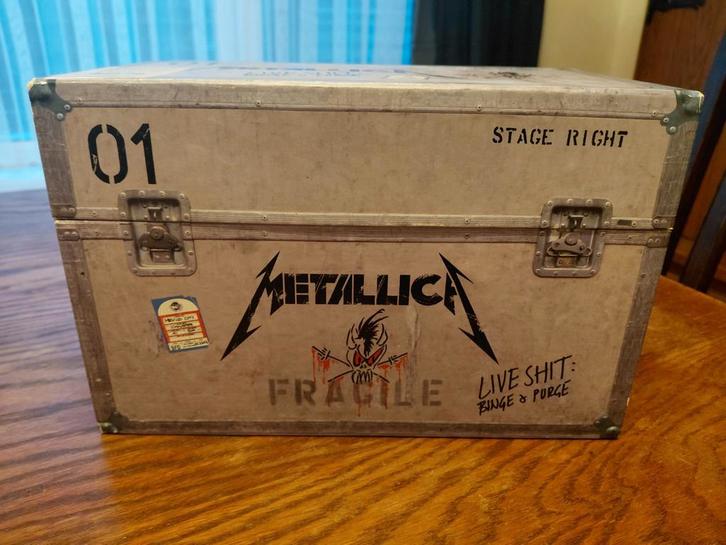 01
STAGE RIGHT
METALLICA
FRAGILE
LIVE SHIT:
BINGE & PURGE